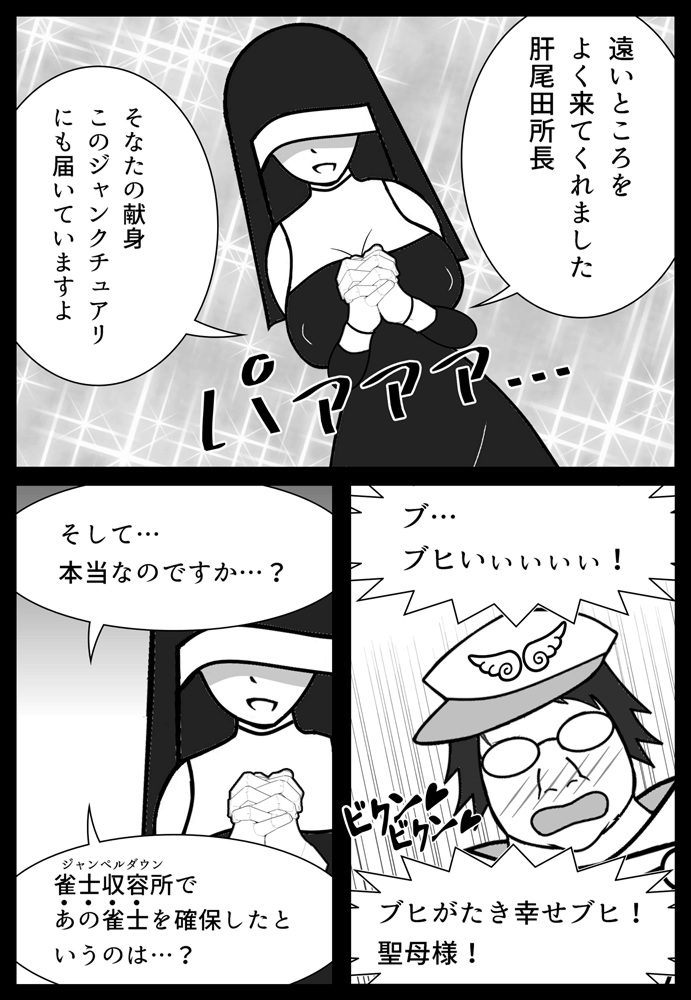 遠いところを
よく来てくれました
肝尾田所長
そなたの献身
このジャンクチュアリ
にも届いていますよ
パァァァ…
ブ…
ブヒいぃぃぃぃ!
ビクン♥
ビクン♥
ブヒがたき幸せブヒ!
聖母様!
そして…
本当なのですか…?
ジャンペルダウン
雀士収容所で
あの雀士を確保したと
いうのは…?